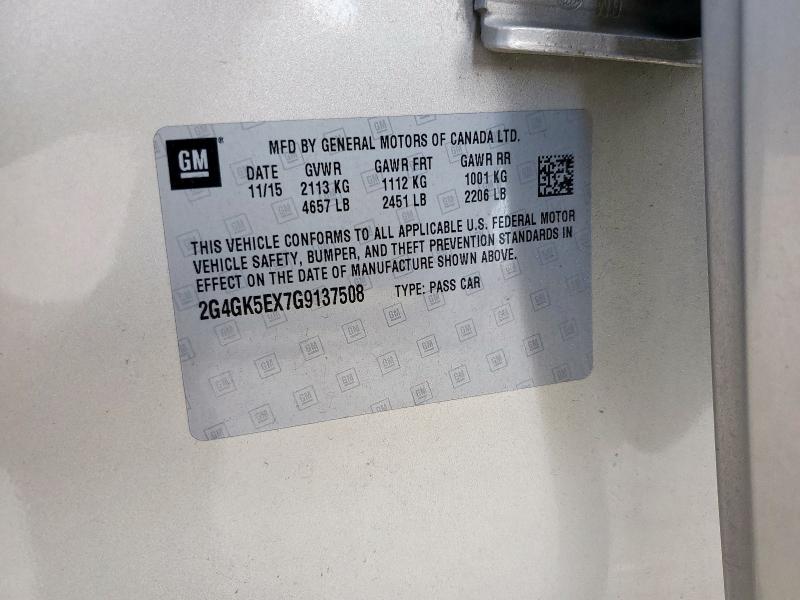 GM
MFD BY GENERAL MOTORS OF CANADA LTD.
DATE GVWR GAWR FRT GAWR RR
11/15 2113 KG 1112 KG 1001 KG
4657 LB 2451 LB 2206 LB
THIS VEHICLE CONFORMS TO ALL APPLICABLE U.S. FEDERAL MOTOR
VEHICLE SAFETY, BUMPER, AND THEFT PREVENTION STANDARDS IN
EFFECT ON THE DATE OF MANUFACTURE SHOWN ABOVE.
2G4GK5EX7G9137508 TYPE: PASS CAR